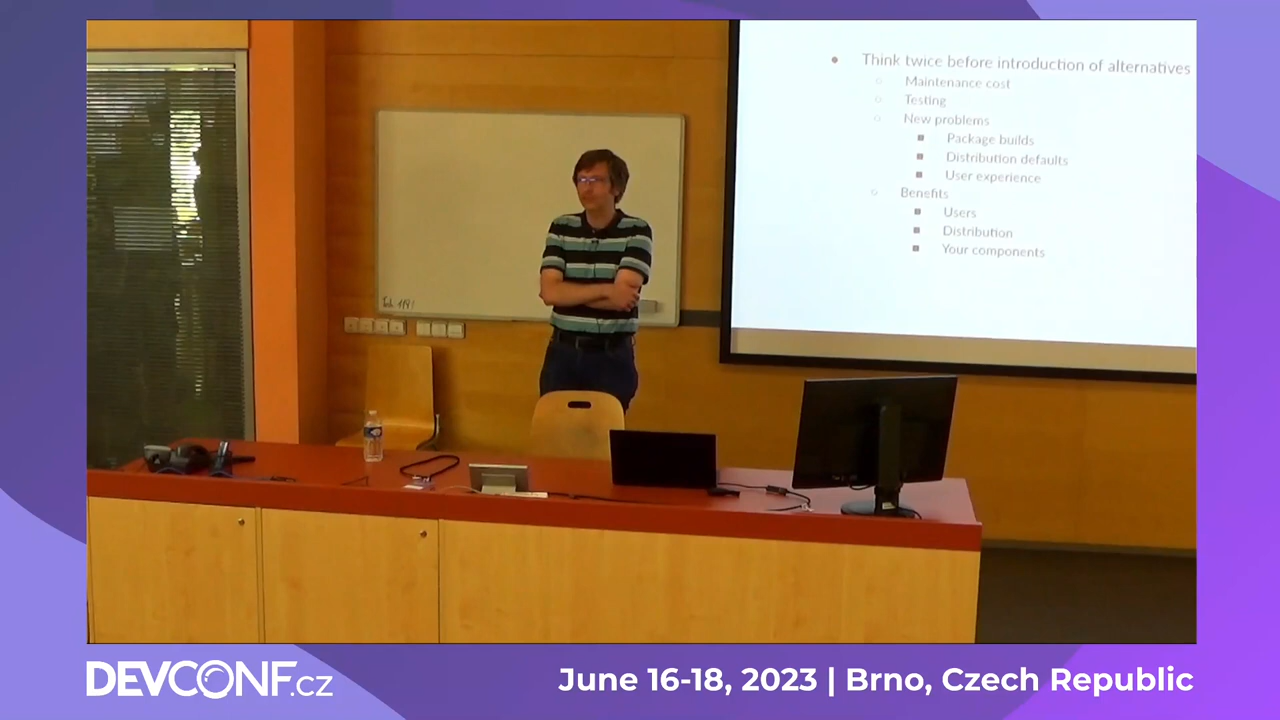 Think twice before introduction of alternatives
Maintenance cost
Testing
New problems
Package builds
Distribution defaults
User experience
Benefits
Users
Distribution
Your components
DEVCONF.cz
June 16-18, 2023 | Brno, Czech Republic